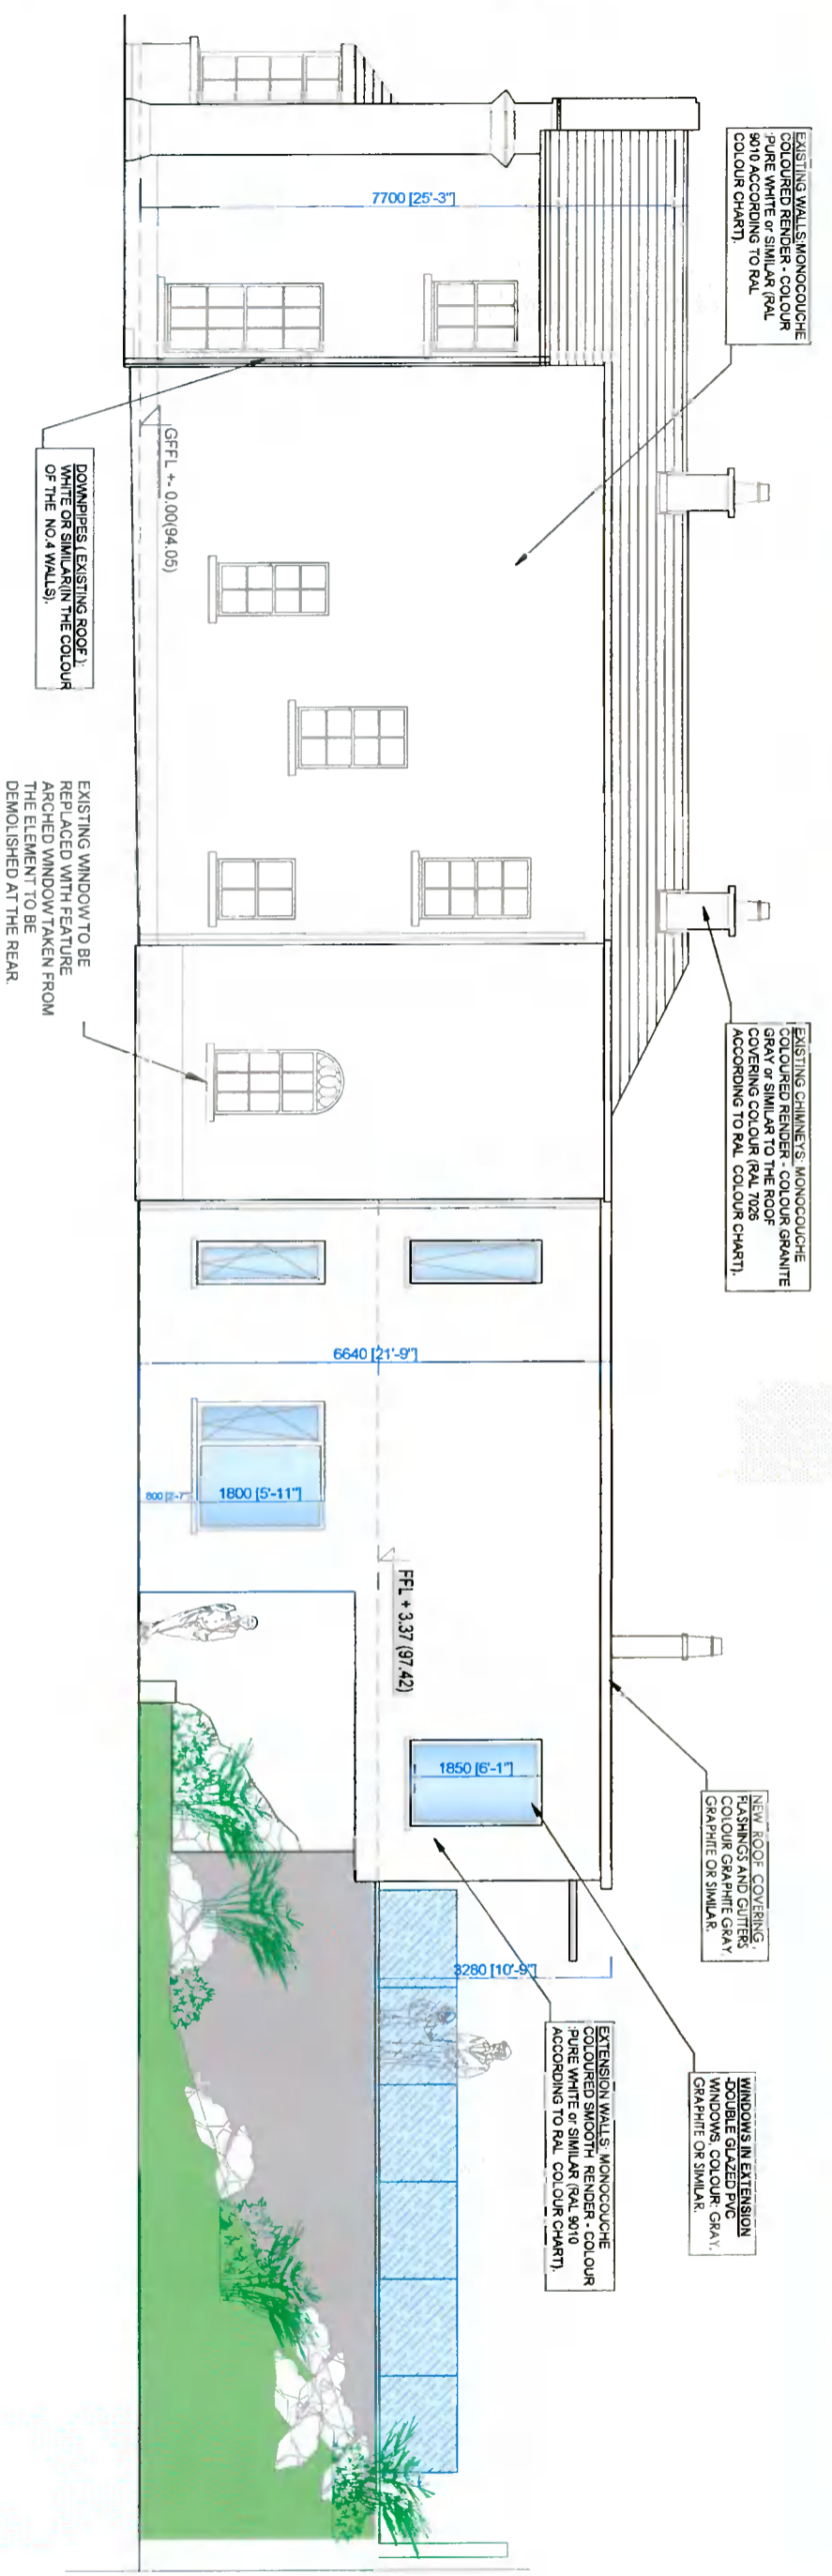 EXISTING WALLS:MONOCOUCHE
COLOURED RENDER - COLOUR
:PURE WHITE or SIMILAR (RAL
9010 ACCORDING TO RAL
COLOUR CHART).
EXISTING CHIMNEYS: MONOCOUCHE
COLOURED RENDER - COLOUR GRANITE
GRAY or SIMILAR TO THE ROOF
COVERING COLOUR (RAL 7026
ACCORDING TO RAL COLOUR CHART).
NEW ROOF COVERING,
FLASHINGS AND GUTTERS
COLOUR GRAPHITE GRAY,
GRAPHITE OR SIMILAR.
WINDOWS IN EXTENSION
-DOUBLE GLAZED PVC
WINDOWS, COLOUR: GRAY,
GRAPHITE OR SIMILAR.
EXTENSION WALLS: MONOCOUCHE
COLOURED SMOOTH RENDER - COLOUR
:PURE WHITE or SIMILAR (RAL 9010
ACCORDING TO RAL COLOUR CHART).
7700 [25'-3"]
6640 [21'-9"]
800 [2'-7"]
1800 [5'-11"]
1850 [6'-1"]
3280 [10'-9"]
FFL + 3.37 (97.42)
GFFL +- 0.00(94.05)
DOWNPIPES ( EXISTING ROOF ):
WHITE OR SIMILAR(IN THE COLOUR
OF THE NO.4 WALLS).
EXISTING WINDOW TO BE
REPLACED WITH FEATURE
ARCHED WINDOW TAKEN FROM
THE ELEMENT TO BE
DEMOLISHED AT THE REAR.